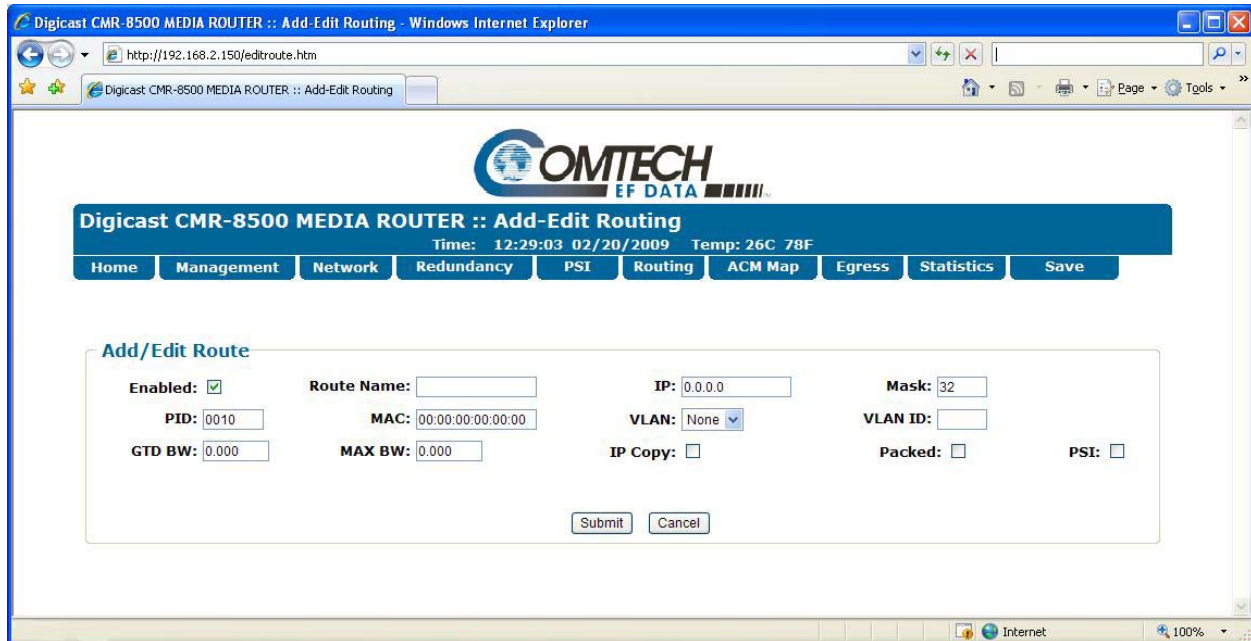 Digicast CMR-8500 MEDIA ROUTER :: Add-Edit Routing - Windows Internet Explorer
http://192.168.2.150/editroute.htm
Digicast CMR-8500 MEDIA ROUTER :: Add-Edit Routing
Page Tools »
COMTECH
EF DATA
Digicast CMR-8500 MEDIA ROUTER :: Add-Edit Routing
Time: 12:29:03 02/20/2009 Temp: 26C 78F
Home Management Network Redundancy PSI Routing ACM Map Egress Statistics Save
Add/Edit Route
Enabled: Route Name: IP: 0.0.0.0 Mask: 32
PID: 0010 MAC: 00:00:00:00:00:00 VLAN: None VLAN ID:
GTD BW: 0.000 MAX BW: 0.000 IP Copy: Packed: PSI:
Submit Cancel
Internet 100%